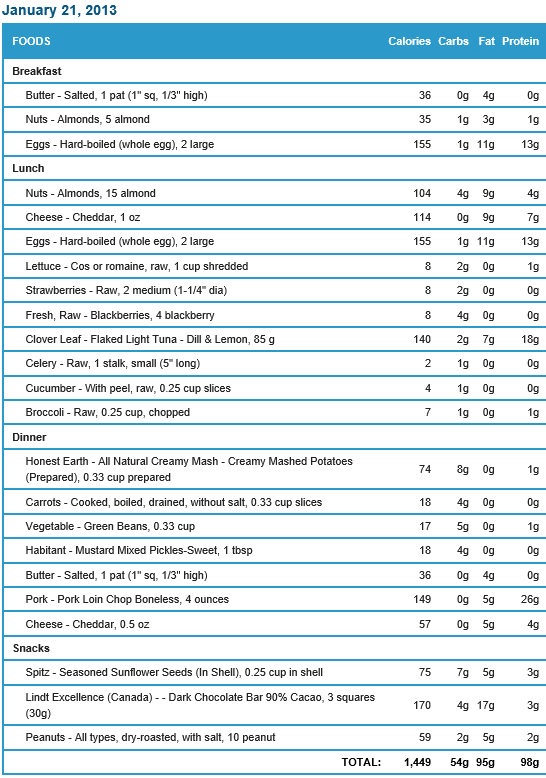 January 21, 2013
FOODS Calories Carbs Fat Protein
Breakfast
Butter - Salted, 1 pat (1" sq, 1/3" high) 36 0g 4g 0g
Nuts - Almonds, 5 almond 35 1g 3g 1g
Eggs - Hard-boiled (whole egg), 2 large 155 1g 11g 13g
Lunch
Nuts - Almonds, 15 almond 104 4g 9g 4g
Cheese - Cheddar, 1 oz 114 0g 9g 7g
Eggs - Hard-boiled (whole egg), 2 large 155 1g 11g 13g
Lettuce - Cos or romaine, raw, 1 cup shredded 8 2g 0g 1g
Strawberries - Raw, 2 medium (1-1/4" dia) 8 2g 0g 0g
Fresh, Raw - Blackberries, 4 blackberry 8 4g 0g 0g
Clover Leaf - Flaked Light Tuna - Dill & Lemon, 85 g 140 2g 7g 18g
Celery - Raw, 1 stalk, small (5" long) 2 1g 0g 0g
Cucumber - With peel, raw, 0.25 cup slices 4 1g 0g 0g
Broccoli - Raw, 0.25 cup, chopped 7 1g 0g 1g
Dinner
Honest Earth - All Natural Creamy Mash - Creamy Mashed Potatoes
(Prepared), 0.33 cup prepared 74 8g 0g 1g
Carrots - Cooked, boiled, drained, without salt, 0.33 cup slices 18 4g 0g 0g
Vegetable - Green Beans, 0.33 cup 17 5g 0g 1g
Habitant - Mustard Mixed Pickles-Sweet, 1 tbsp 18 4g 0g 0g
Butter - Salted, 1 pat (1" sq, 1/3" high) 36 0g 4g 0g
Pork - Pork Loin Chop Boneless, 4 ounces 149 0g 5g 26g
Cheese - Cheddar, 0.5 oz 57 0g 5g 4g
Snacks
Spitz - Seasoned Sunflower Seeds (In Shell), 0.25 cup in shell 75 7g 5g 3g
Lindt Excellence (Canada) - - Dark Chocolate Bar 90% Cacao, 3 squares
(30g) 170 4g 17g 3g
Peanuts - All types, dry-roasted, with salt, 10 peanut 59 2g 5g 2g
TOTAL: 1,449 54g 95g 98g